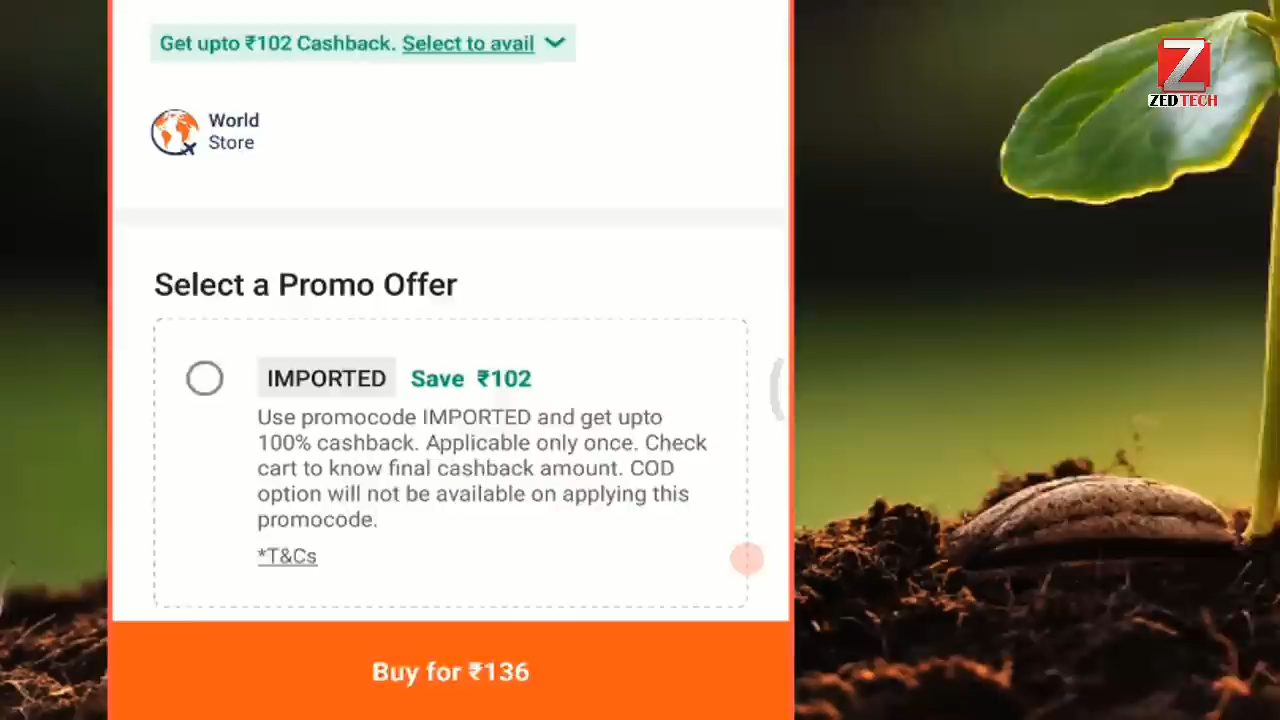 Get upto ₹102 Cashback. Select to avail
World
Store
Select a Promo Offer
IMPORTED Save ₹102
Use promocode IMPORTED and get upto
100% cashback. Applicable only once. Check
cart to know final cashback amount. COD
option will not be available on applying this
promocode.
*T&Cs
Buy for ₹136
Z
ZEDTECH